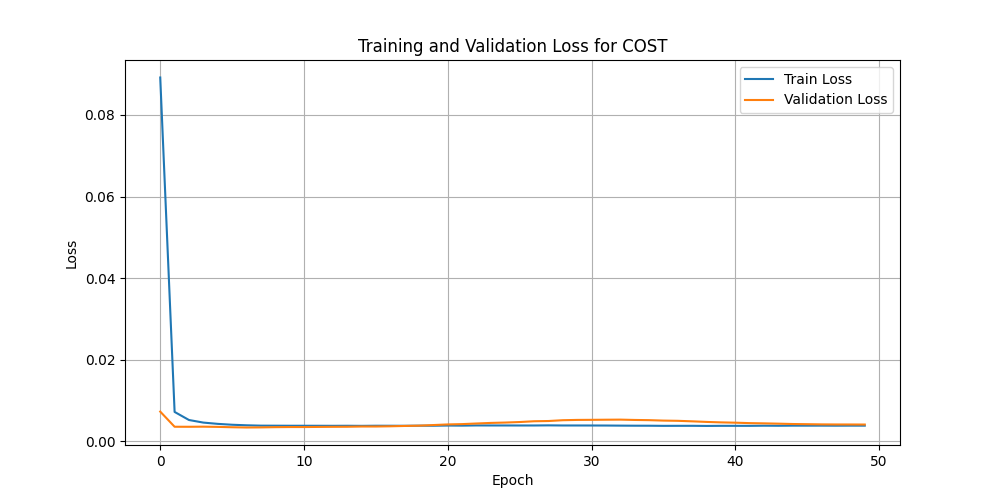 Training and Validation Loss for COST
Train Loss
Validation Loss
0.08
0.06
0.04
0.02
0.00
Loss
0 10 20 30 40 50
Epoch